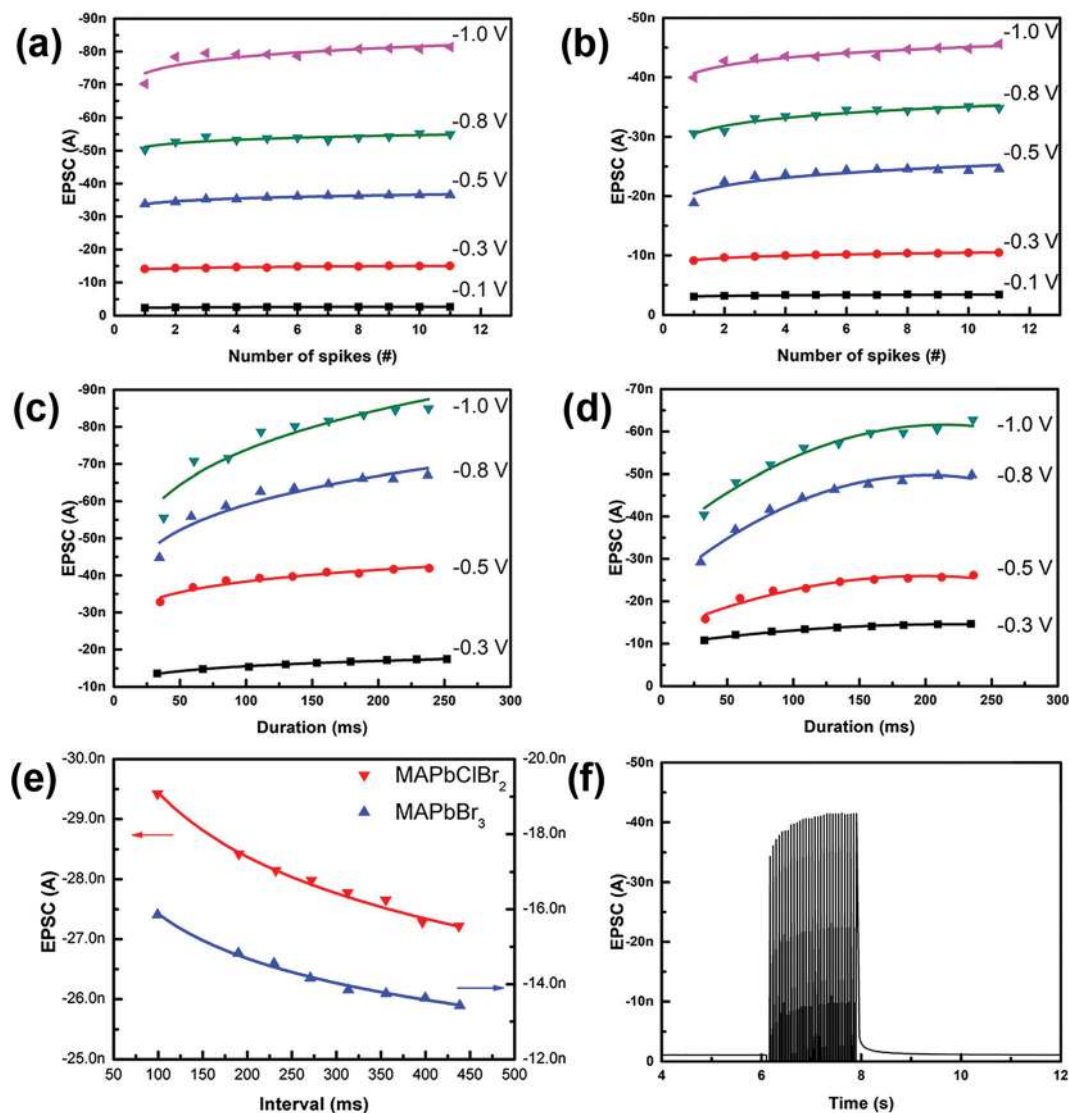 (a)
-90n
-80n
-70n
-55n
-50n
-40n
-30n
-20n
-10n
0
EPSC (A)
0 2 4 6 8 10 12
Number of spikes (#)
-1.0 V
-0.8 V
-0.5 V
-0.3 V
-0.1 V
(b)
-50n
-40n
-30n
-20n
-10n
0
EPSC (A)
0 2 4 6 8 10 12
Number of spikes (#)
-1.0 V
-0.8 V
-0.5 V
-0.3 V
-0.1 V
(c)
-90n
-80n
-70n
-60n
-50n
-40n
-30n
-20n
-10n
EPSC (A)
0 50 100 150 200 250 300
Duration (ms)
-1.0 V
-0.8 V
-0.5 V
-0.3 V
(d)
-70n
-60n
-50n
-40n
-30n
-20n
-10n
0
EPSC (A)
0 50 100 150 200 250 300
Duration (ms)
-1.0 V
-0.8 V
-0.5 V
-0.3 V
(e)
-30.0n
-29.0n
-28.0n
-27.0n
-26.0n
-25.0n
EPSC (A)
MAPbClBr2
MAPbBr3
-20.0n
-18.0n
-16.0n
-14.0n
-12.0n
EPSC (A)
50 100 150 200 250 300 350 400 450 500
Interval (ms)
(f)
-50n
-40n
-30n
-20n
-10n
0
EPSC (A)
4 6 8 10 12
Time (s)